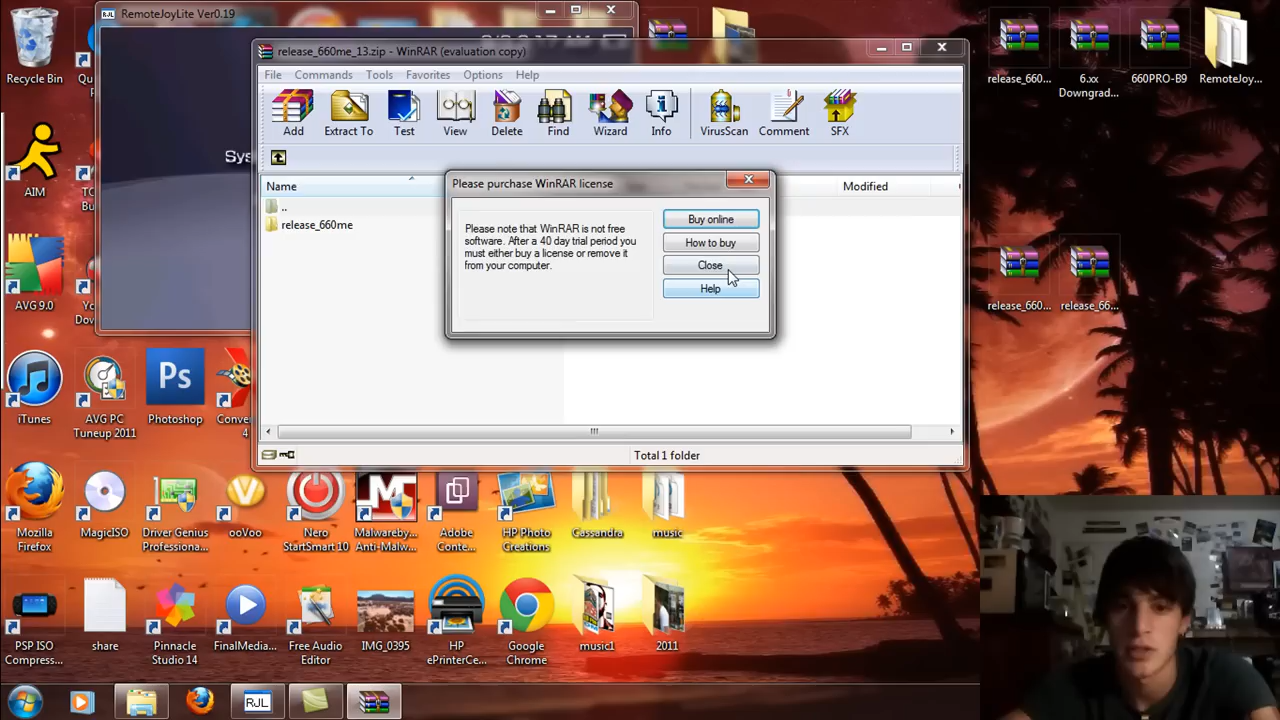 RemoteJoyLite Ver0.19
release_660me_13.zip - WinRAR (evaluation copy)
File Commands Tools Favorites Options Help
Add Extract To Test View Delete Find Wizard Info VirusScan Comment SFX
Name Modified
..
release_660me
Please purchase WinRAR license
Please note that WinRAR is not free
software. After a 40 day trial period you
must either buy a license or remove it
from your computer.
Buy online
How to buy
Close
Help
Total 1 folder
Recycle Bin
AIM
AVG 9.0
iTunes
AVG PC
Tuneup 2011
Ps
Photoshop
Conver...
4
release_660...
6.xx
Downgrad...
660PRO-B9
RemoteJoy...
release_660...
release_66...
Mozilla
Firefox
MagicISO
Driver Genius
Professiona...
ooVoo
Nero
StartSmart 10
Malwareby...
Anti-Malw...
Adobe
Conte...
HP Photo
Creations
Cassandra
music
PSP ISO
Compress...
share
Pinnacle
Studio 14
FinalMedia...
Free Audio
Editor
IMG_0395
HP
ePrinterCe...
Google
Chrome
music1
2011
RJL